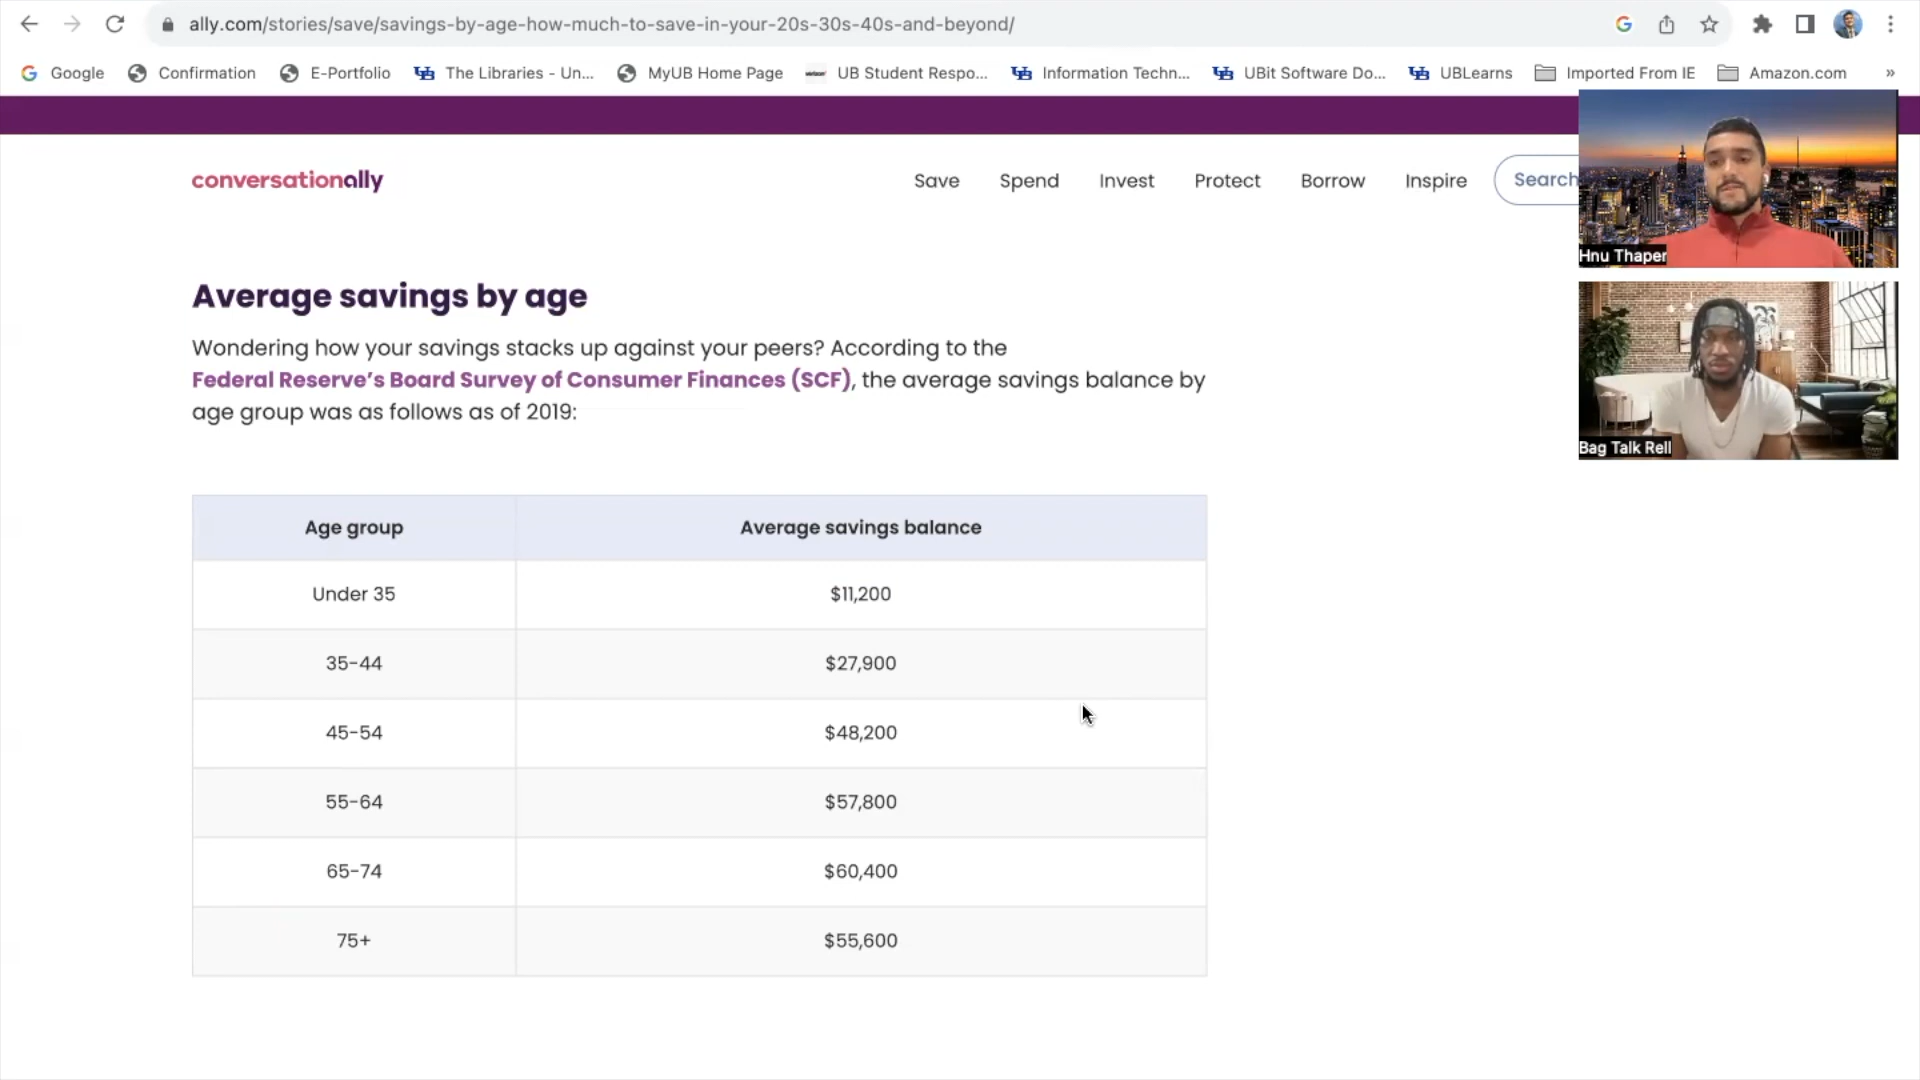 ally.com/stories/save/savings-by-age-how-much-to-save-in-your-20s-30s-40s-and-beyond/
Google Confirmation E-Portfolio The Libraries - Un... MyUB Home Page UB Student Respo... Information Techn... UBit Software Do... UBLearns Imported From IE Amazon.com »
conversationally Save Spend Invest Protect Borrow Inspire Search
Hnu Thaper
Bag Talk Rell
Average savings by age
Wondering how your savings stacks up against your peers? According to the
Federal Reserve’s Board Survey of Consumer Finances (SCF), the average savings balance by
age group was as follows as of 2019:
Age group Average savings balance
Under 35 $11,200
35-44 $27,900
45-54 $48,200
55-64 $57,800
65-74 $60,400
75+ $55,600